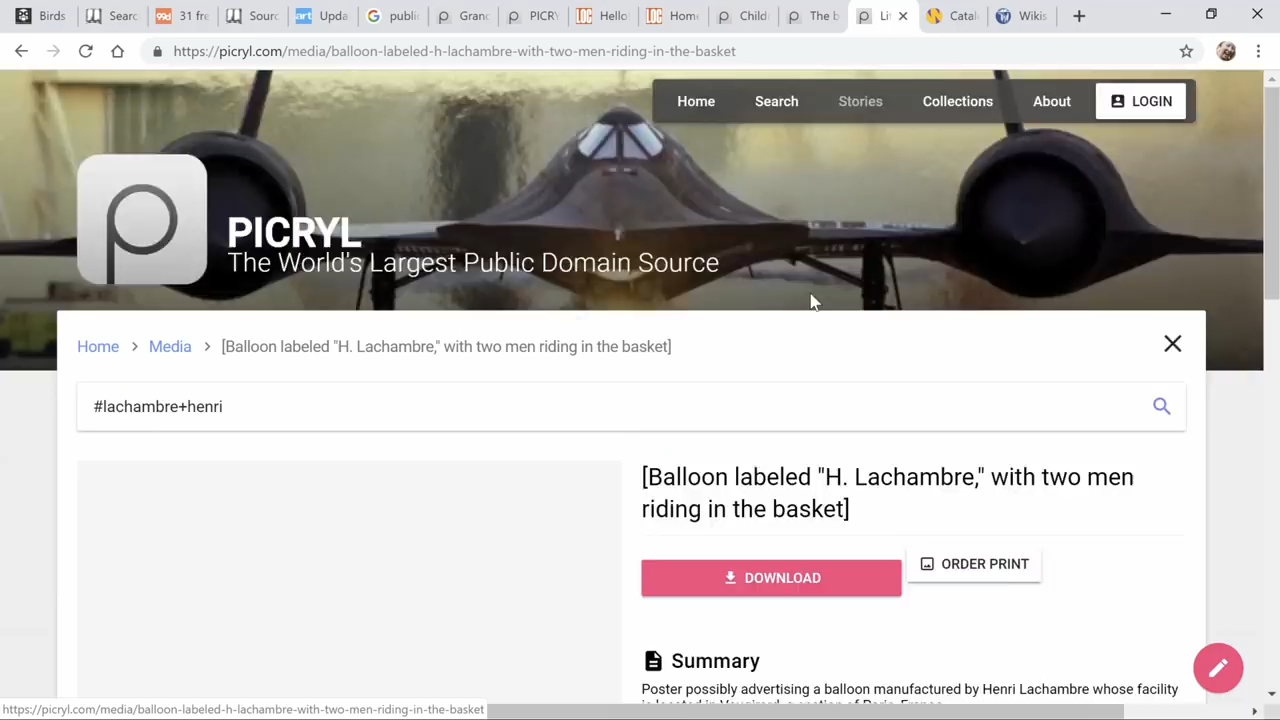 Birds
Searc
31 fre
Sourc
Upda
publi
Granc
PICRY
Hello'
Home
Childi
The b
Li
Catal
Wikis
https://picryl.com/media/balloon-labeled-h-lachambre-with-two-men-riding-in-the-basket
Home Search Stories Collections About LOGIN
PICRYL
The World's Largest Public Domain Source
Home > Media > [Balloon labeled "H. Lachambre," with two men riding in the basket]
#lachambre+henri
[Balloon labeled "H. Lachambre," with two men
riding in the basket]
DOWNLOAD
ORDER PRINT
Summary
Poster possibly advertising a balloon manufactured by Henri Lachambre whose facility
https://picryl.com/media/balloon-labeled-h-lachambre-with-two-men-riding-in-the-basket